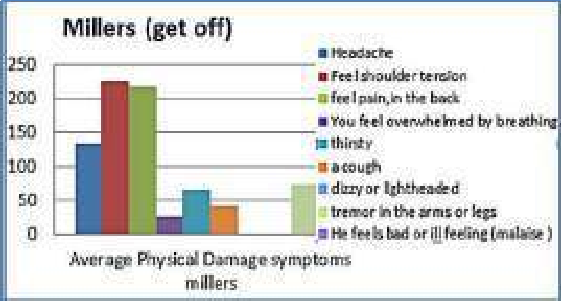 Millers (get off)
250
200
150
100
50
0
Headache
Feel shoulder tension
feel pain,in the back
You feel overwhelmed by breathing
thirsty
a cough
dizzy or lightheaded
tremor in the arms or legs
He feels bad or ill feeling (malaise )
Average Physical Damage symptoms
millers